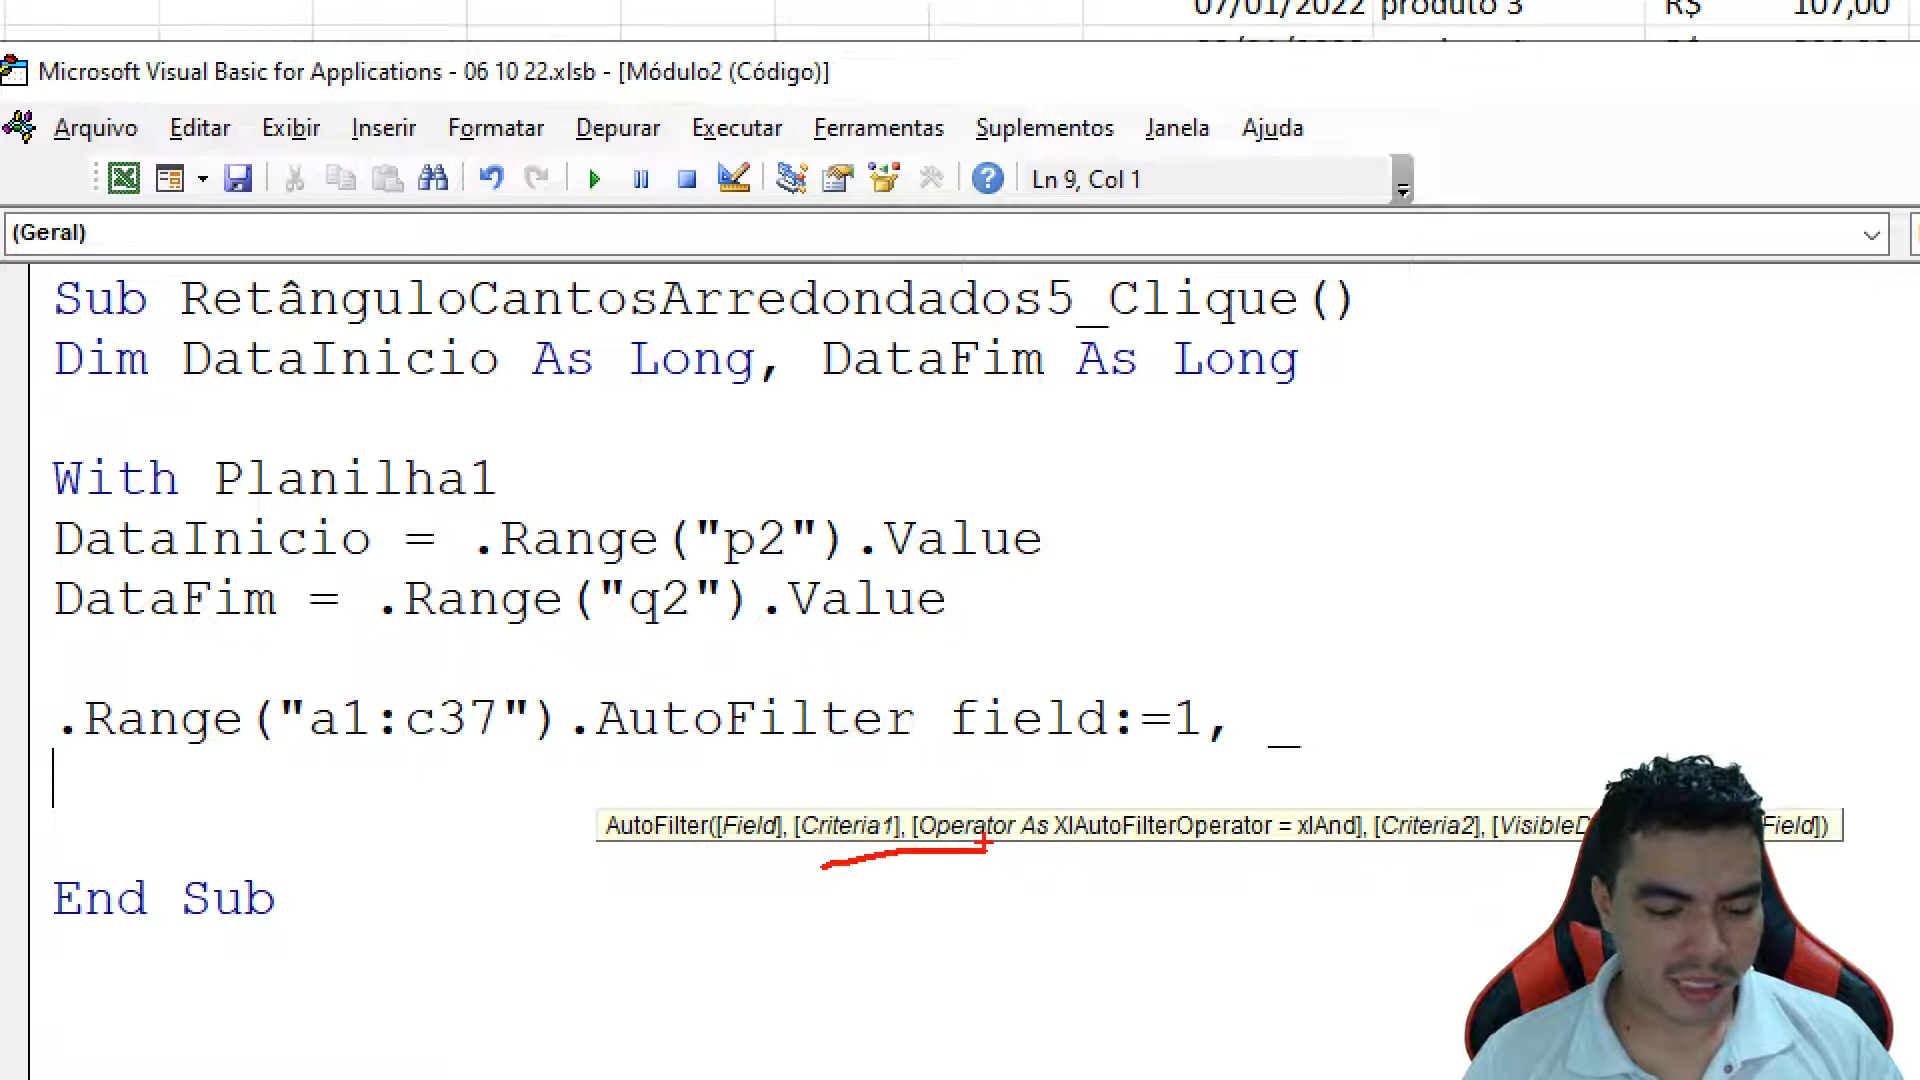 07/01/2022 produto 3 R$ 107,00
Microsoft Visual Basic for Applications - 06 10 22.xlsb - [Módulo2 (Código)]
Arquivo Editar Exibir Inserir Formatar Depurar Executar Ferramentas Suplementos Janela Ajuda
Ln 9, Col 1
(Geral)
Sub RetânguloCantosArredondados5_Clique()
Dim DataInicio As Long, DataFim As Long
With Planilha1
DataInicio = .Range("p2").Value
DataFim = .Range("q2").Value
.Range("a1:c37").AutoFilter field:=1, _
AutoFilter([Field], [Criteria1], [Operator As XlAutoFilterOperator = xlAnd], [Criteria2], [VisibleD Field])
End Sub